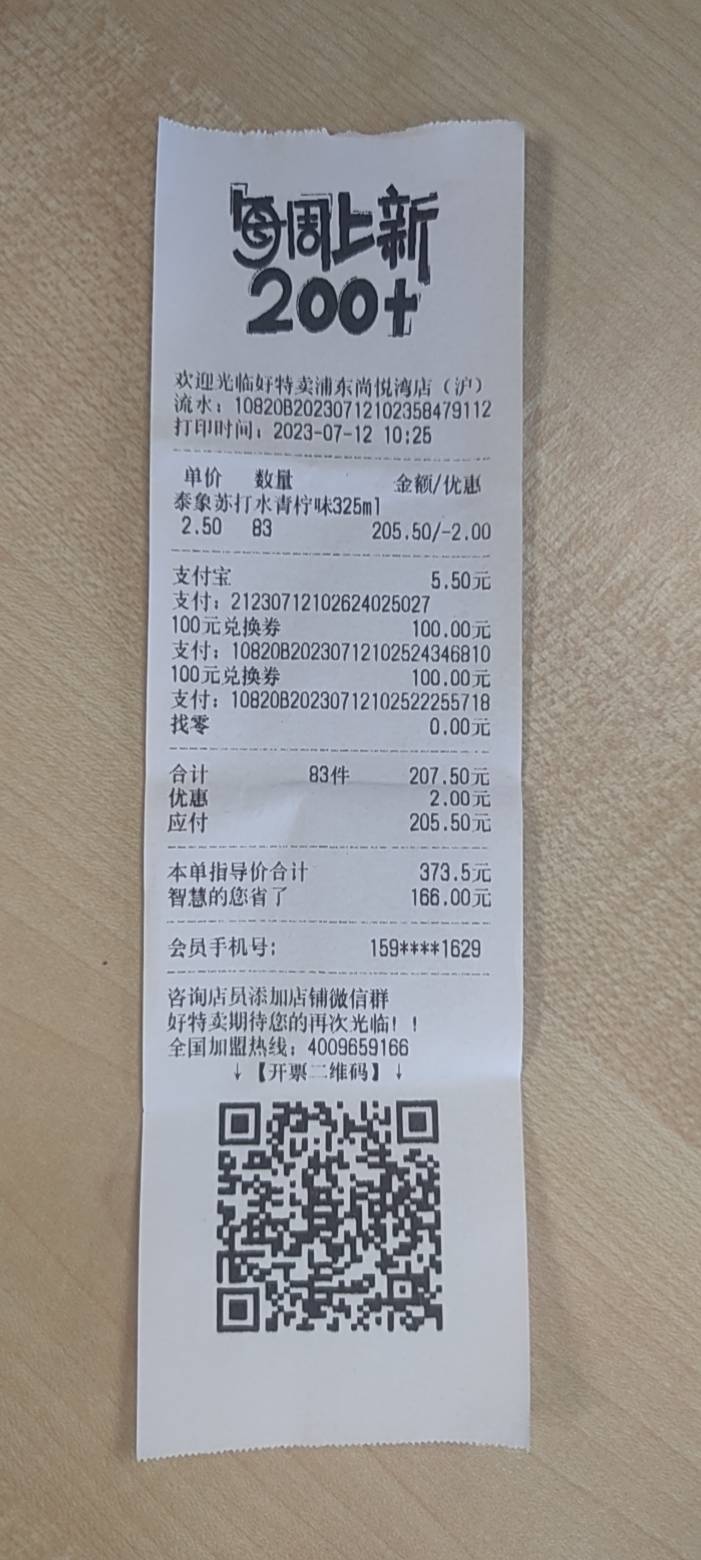 每周上新
200+
欢迎光临好特卖浦东尚悦湾店（沪）
流水：10820B20230712102358479112
打印时间：2023-07-12 10:25
单价 数量 金额/优惠
泰象苏打水青柠味325ml
2.50 83 205.50/-2.00
支付宝 5.50元
支付：21230712102624025027
100元兑换券 100.00元
支付：10820B20230712102524346810
100元兑换券 100.00元
支付：10820B20230712102522255718
找零 0.00元
合计 83件 207.50元
优惠 2.00元
应付 205.50元
本单指导价合计 373.5元
智慧的您省了 166.00元
会员手机号： 159****1629
咨询店员添加店铺微信群
好特卖期待您的再次光临！！
全国加盟热线：4009659166
↓【开票二维码】↓